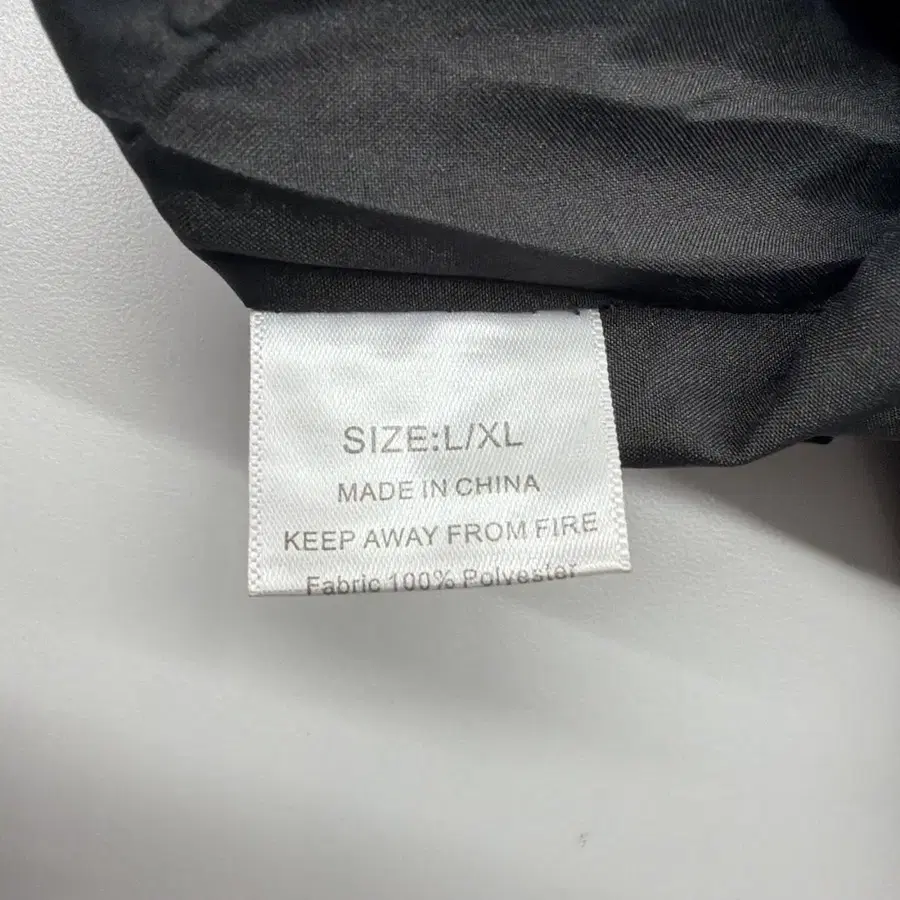 SIZE:L/XL
MADE IN CHINA
KEEP AWAY FROM FIRE
Fabric 100% Polyester